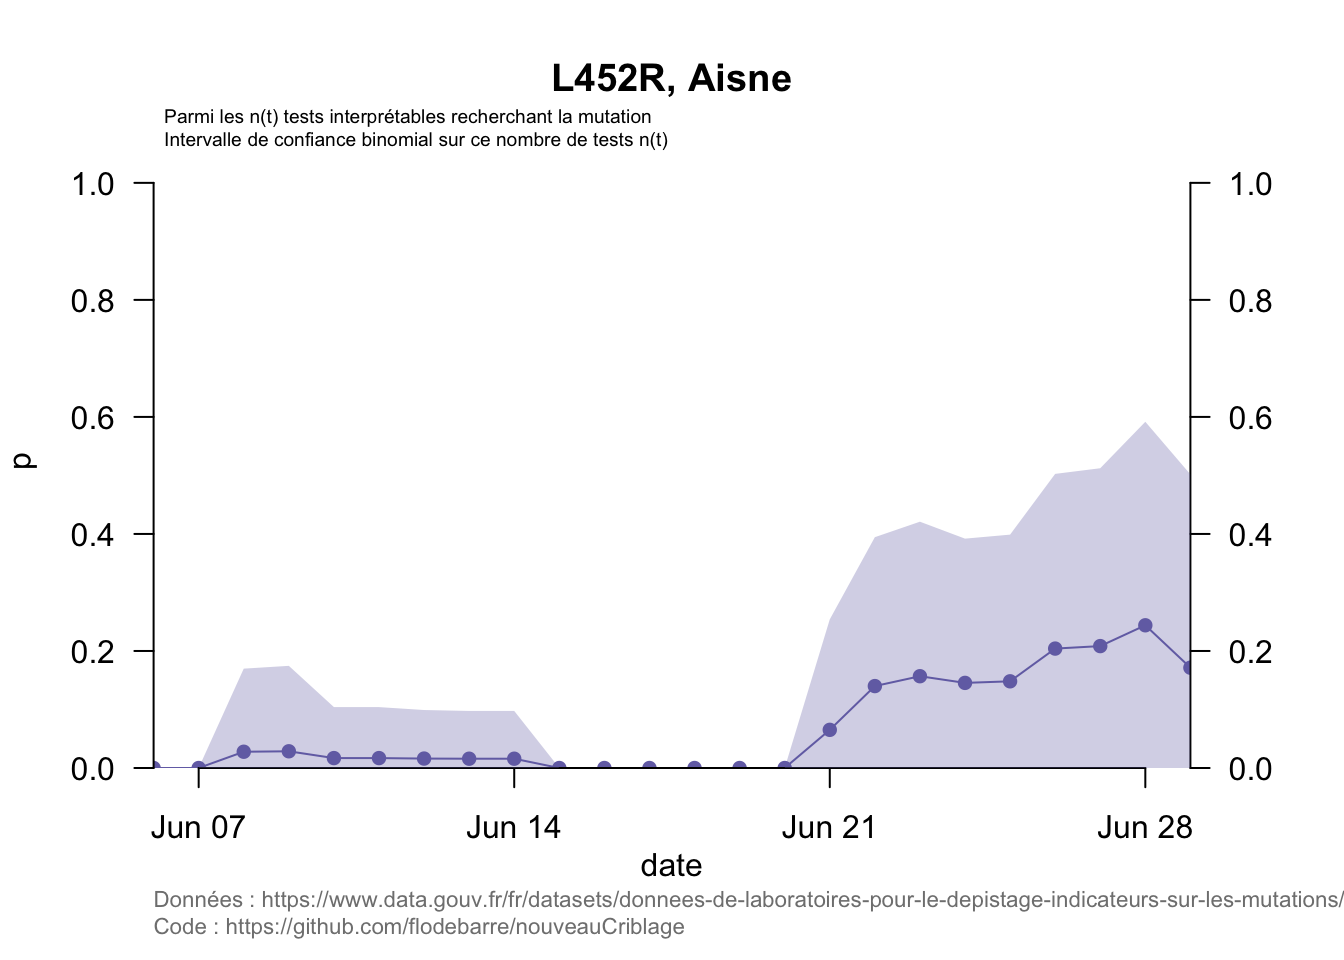 L452R, Aisne
Parmi les n(t) tests interprétables recherchant la mutation
Intervalle de confiance binomial sur ce nombre de tests n(t)
1.0
0.8
0.6
0.4
0.2
0.0
p
1.0
0.8
0.6
0.4
0.2
0.0
Jun 07 Jun 14 Jun 21 Jun 28
date
Données : https://www.data.gouv.fr/fr/datasets/donnees-de-laboratoires-pour-le-depistage-indicateurs-sur-les-mutations/
Code : https://github.com/flodebarre/nouveauCriblage